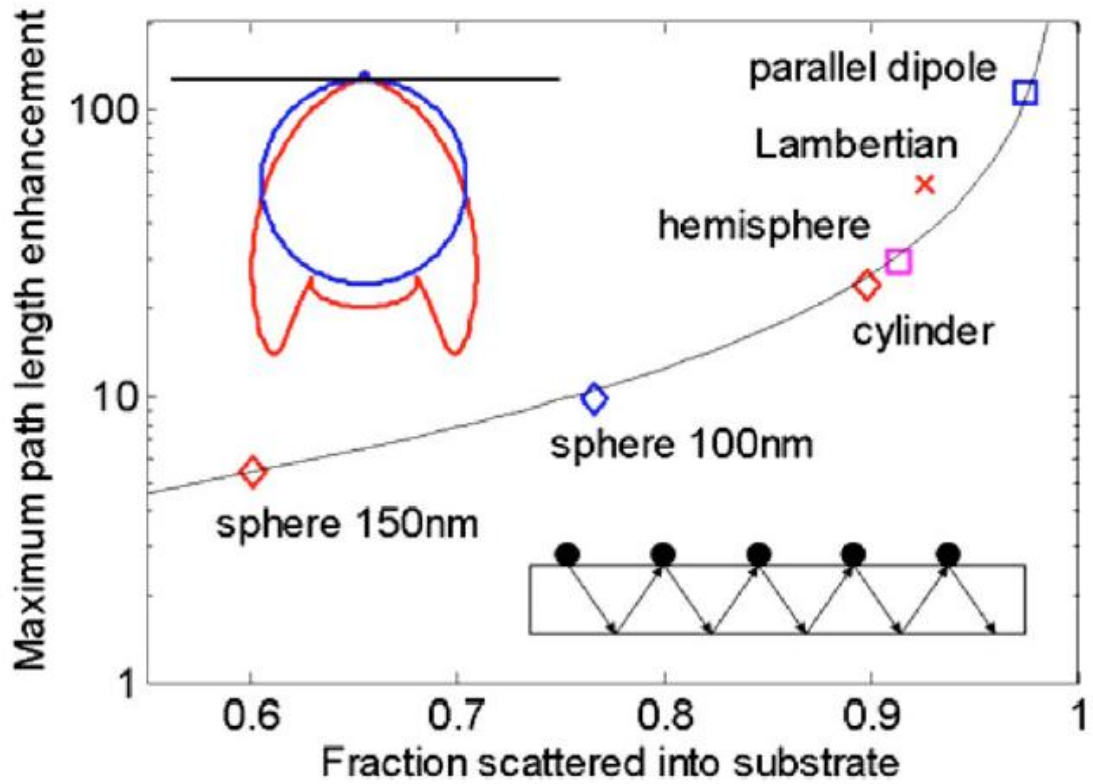 Maximum path length enhancement
100
10
1
parallel dipole
Lambertian
hemisphere
cylinder
sphere 100nm
sphere 150nm
0.6 0.7 0.8 0.9 1
Fraction scattered into substrate